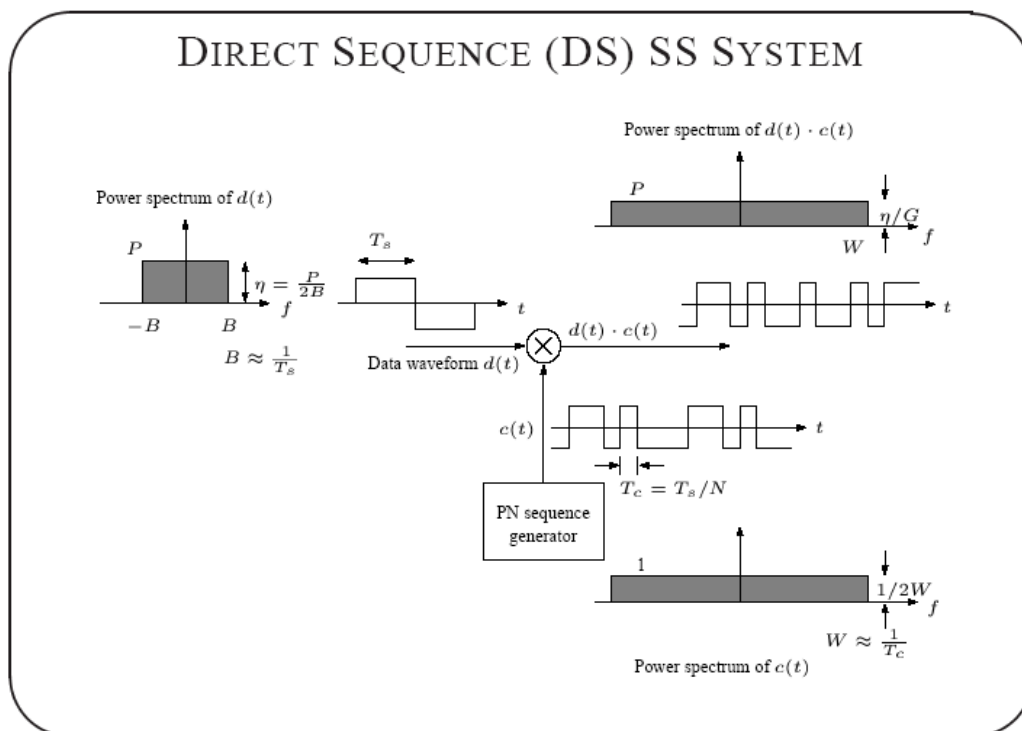 DIRECT SEQUENCE (DS) SS SYSTEM
Power spectrum of d(t) · c(t)
P
η/G
W
f
Power spectrum of d(t)
P
η = P/2B
f
−B
B
B ≈ 1/T_s
T_s
t
Data waveform d(t)
d(t) · c(t)
t
c(t)
t
T_c = T_s/N
PN sequence
generator
1
1/2W
f
W ≈ 1/T_c
Power spectrum of c(t)